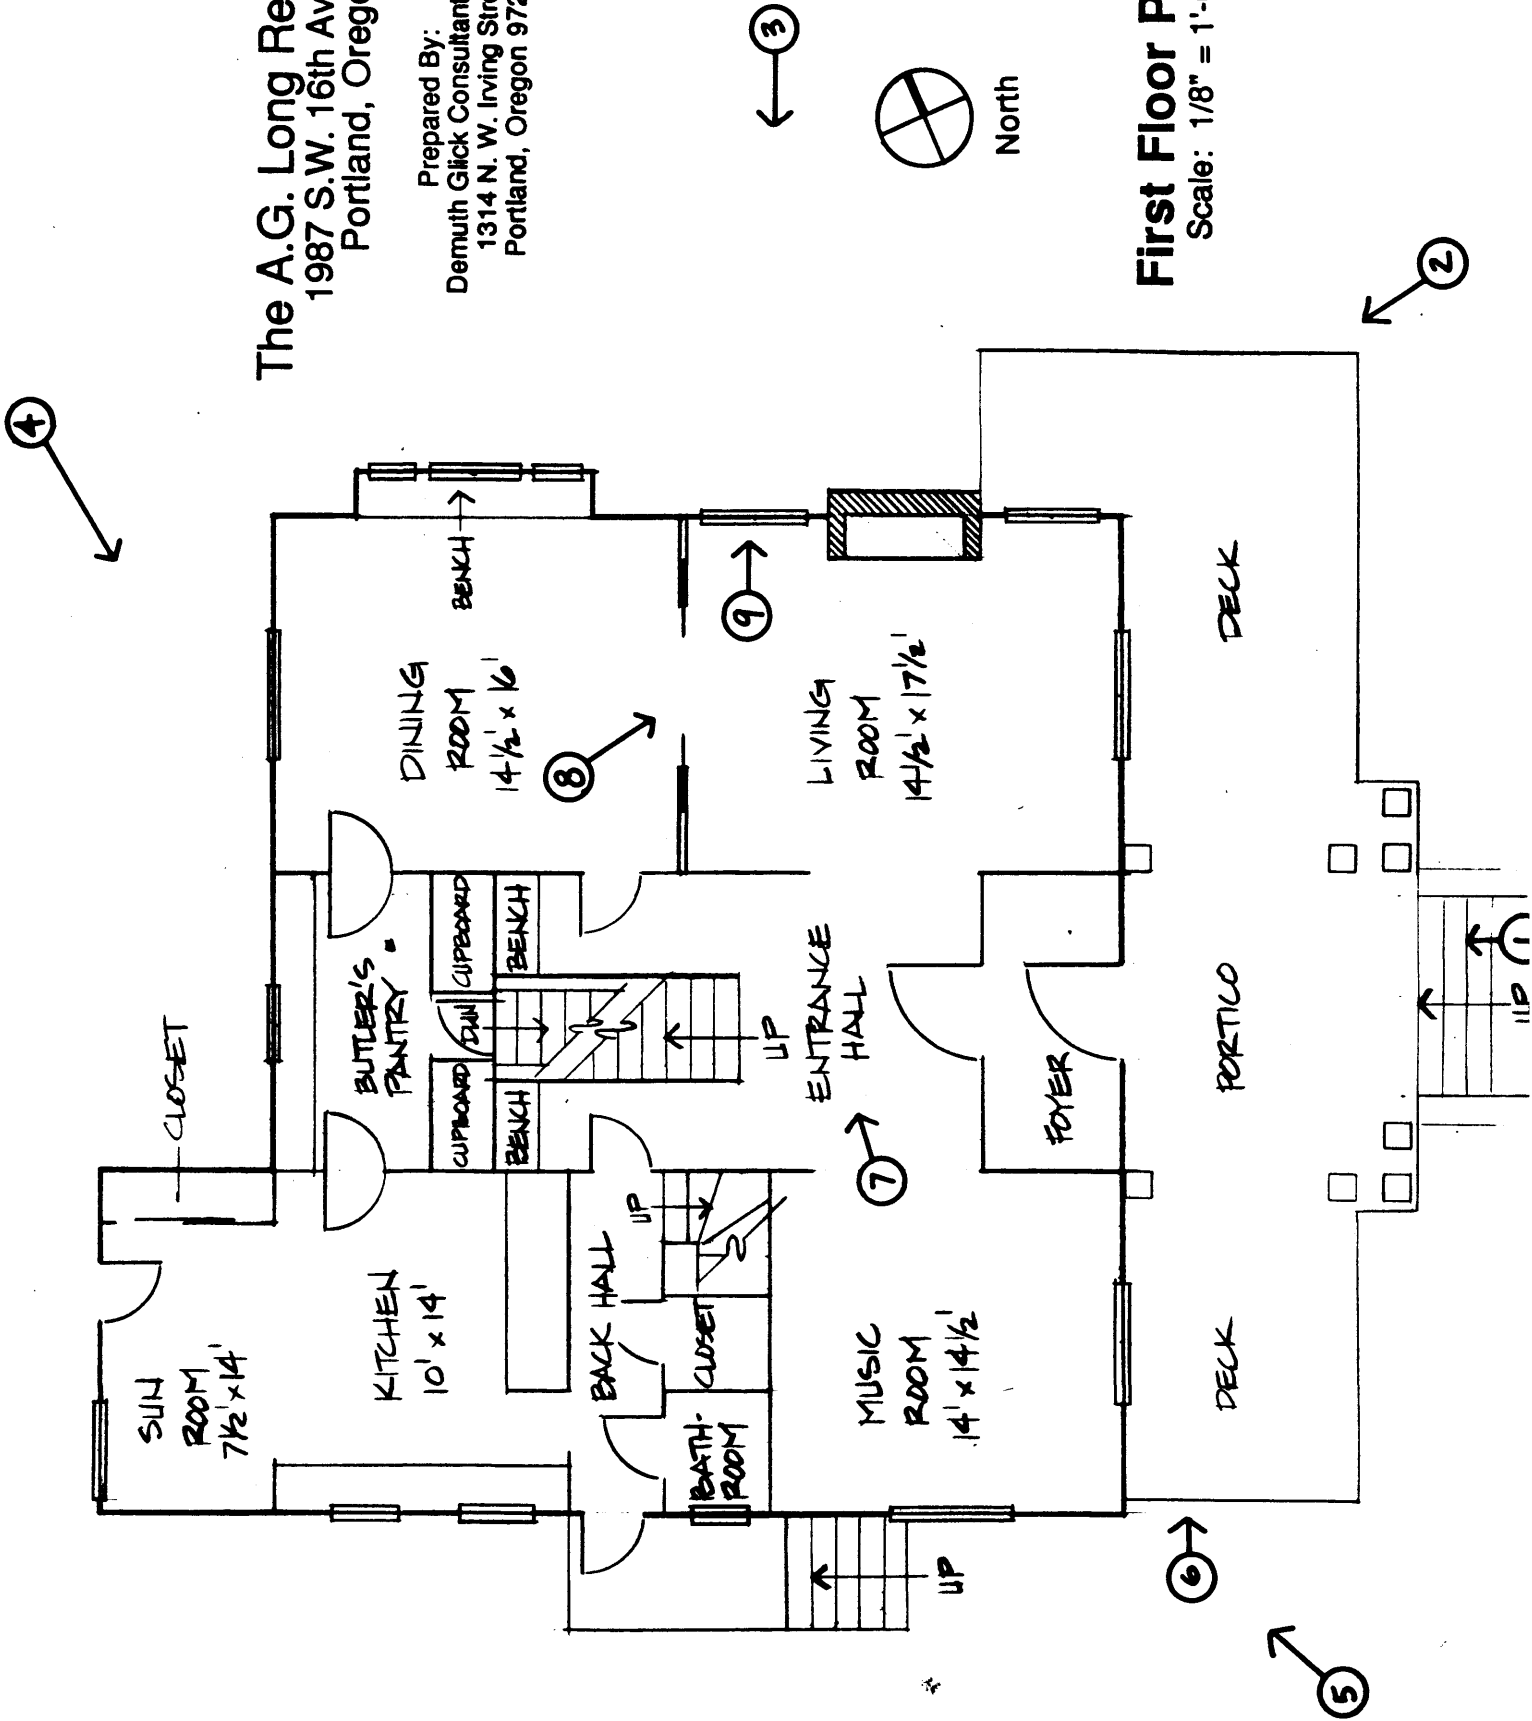 The A.G. Long Re
1987 S.W. 16th Av
Portland, Oreg
Prepared By:
Demuth Glick Consultant
1314 N. W. Irving Stre
Portland, Oregon 972
North
First Floor P
Scale: 1/8" = 1'-
CLOSET
SUN
ROOM
7½' x 14'
KITCHEN
10' x 14'
BUTLER'S
PANTRY
CUPBOARD
CUPBOARD
DN
BENCH
BENCH
UP
DINING
ROOM
14½' x 16'
BENCH
BACK HALL
UP
CLOSET
BATH-
ROOM
MUSIC
ROOM
14' x 14½'
ENTRANCE
HALL
LIVING
ROOM
14½' x 17½'
FOYER
UP
DECK
PORTICO
DECK
UP
1
2
3
4
5
6
7
8
9